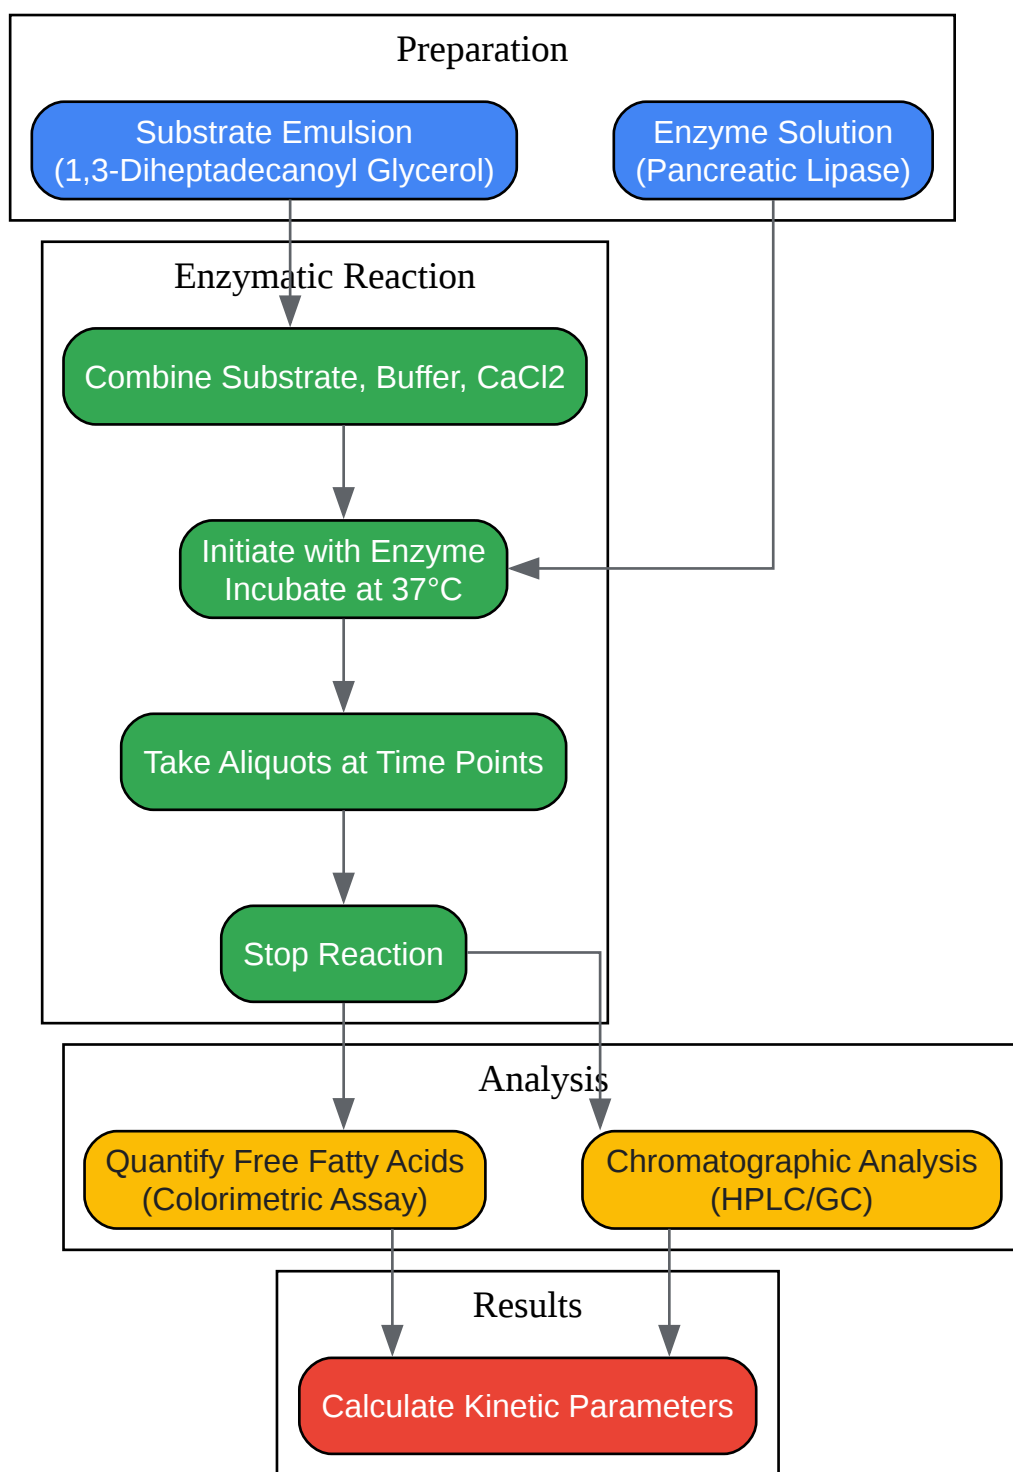 Preparation
Substrate Emulsion
(1,3-Diheptadecanoyl Glycerol)
Enzyme Solution
(Pancreatic Lipase)
Enzymatic Reaction
Combine Substrate, Buffer, CaCl2
Initiate with Enzyme
Incubate at 37°C
Take Aliquots at Time Points
Stop Reaction
Analysis
Quantify Free Fatty Acids
(Colorimetric Assay)
Chromatographic Analysis
(HPLC/GC)
Results
Calculate Kinetic Parameters